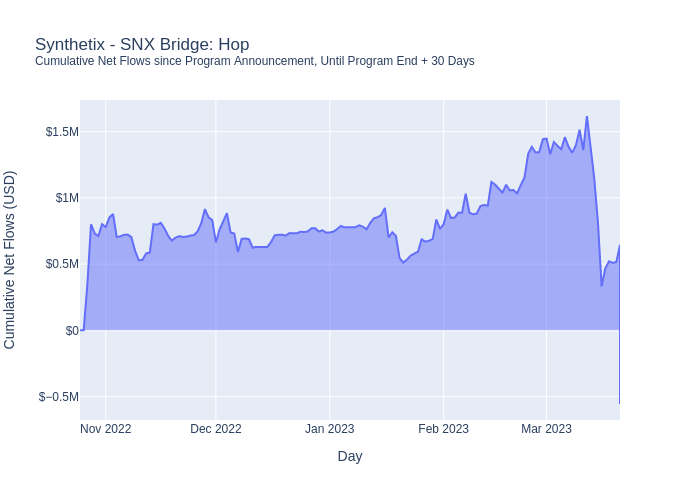 Synthetix - SNX Bridge: Hop
Cumulative Net Flows since Program Announcement, Until Program End + 30 Days
Cumulative Net Flows (USD)
$1.5M
$1M
$0.5M
$0
$−0.5M
Nov 2022
Dec 2022
Jan 2023
Feb 2023
Mar 2023
Day